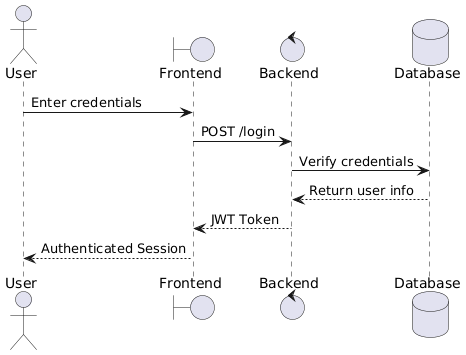 User Frontend Backend Database
Enter credentials
POST /login
Verify credentials
Return user info
JWT Token
Authenticated Session
User Frontend Backend Database